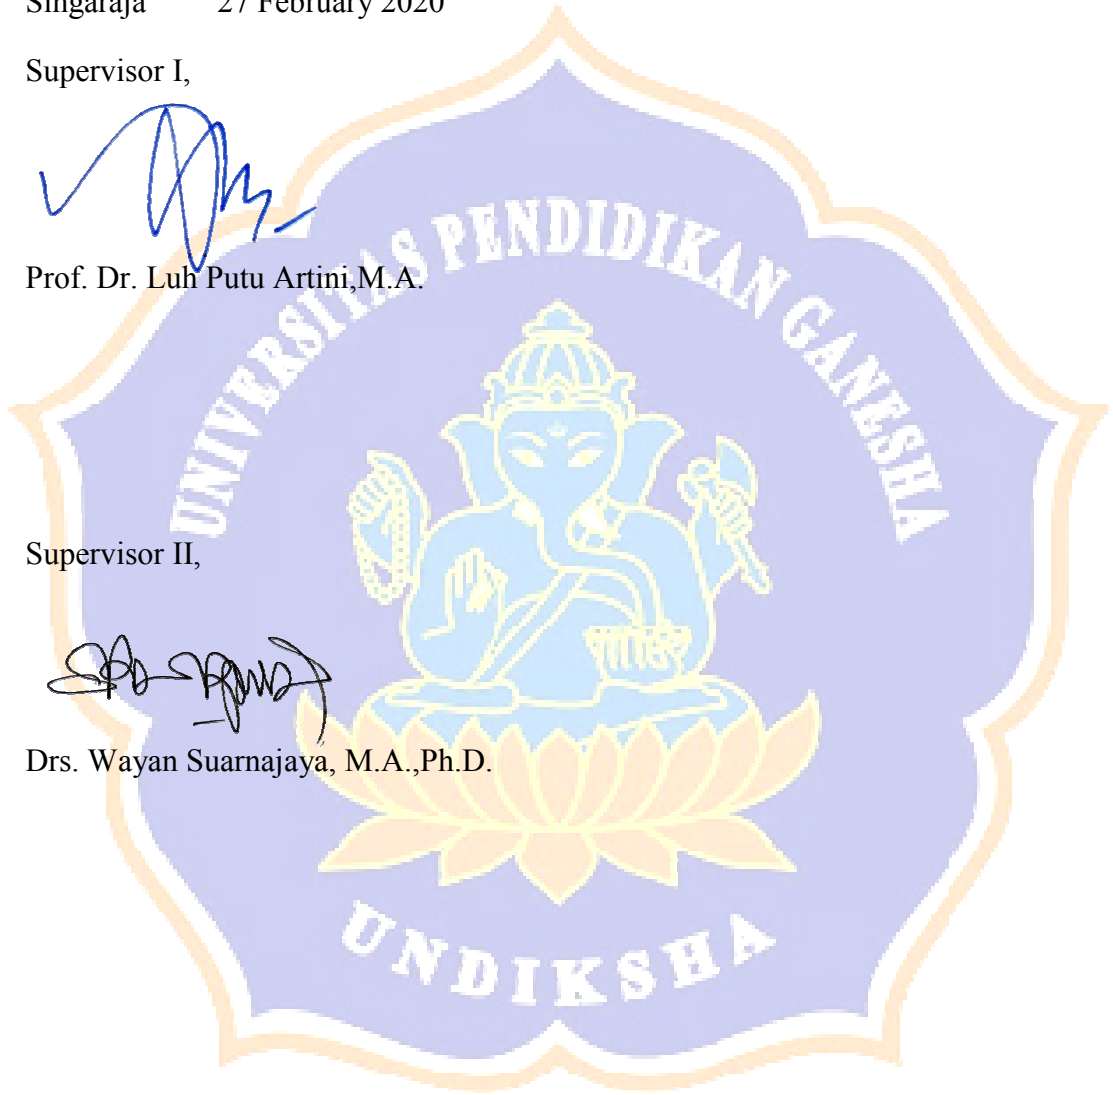 Singaraja 27 February 2020
Supervisor I,
Prof. Dr. Luh Putu Artini,M.A.
UNIVERSITAS PENDIDIKAN GANESHA
Supervisor II,
Drs. Wayan Suarnajaya, M.A.,Ph.D.
UNDIKSHA